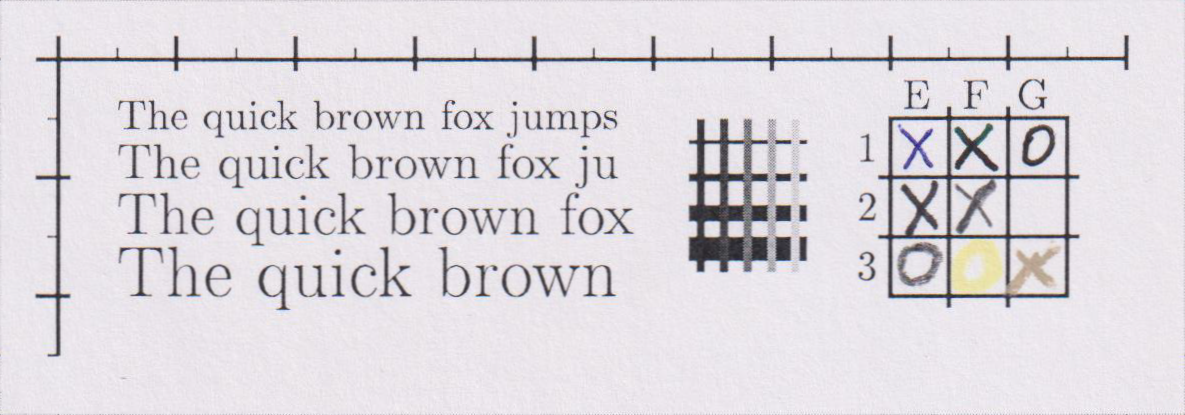 The quick brown fox jumps
The quick brown fox ju
The quick brown fox
The quick brown
E F G
1 X X O
2 X X
3 O O X